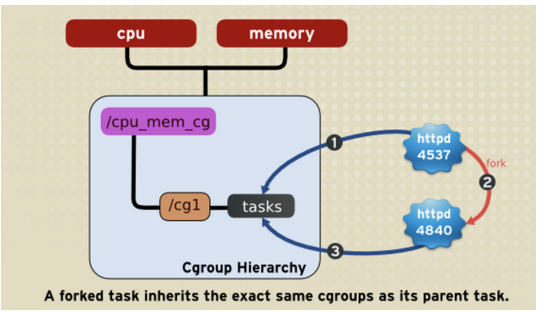 cpu
memory
/cpu_mem_cg
/cg1
tasks
1
httpd
4537
fork
2
httpd
4840
3
Cgroup Hierarchy
A forked task inherits the exact same cgroups as its parent task.